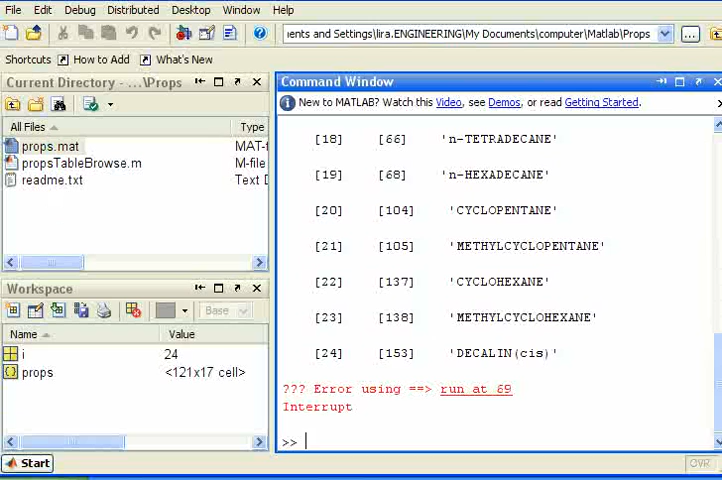 File Debug Distributed Desktop Window Help
ents and Settings\lira.ENGINEERING\My Documents\computer\Matlab\Props
...
Shortcuts How to Add What's New
Current Directory - ...\Props
All Files Type
props.mat MAT-f
propsTableBrowse.m M-file
readme.txt Text D
Workspace
Base
Name Value
i 24
props <121x17 cell>
Command Window
New to MATLAB? Watch this Video, see Demos, or read Getting Started.
[18] [66] 'n-TETRADECANE'
[19] [68] 'n-HEXADECANE'
[20] [104] 'CYCLOPENTANE'
[21] [105] 'METHYLCYCLOPENTANE'
[22] [137] 'CYCLOHEXANE'
[23] [138] 'METHYLCYCLOHEXANE'
[24] [153] 'DECALIN(cis)'
??? Error using ==> run at 69
Interrupt
>>
Start
OVR